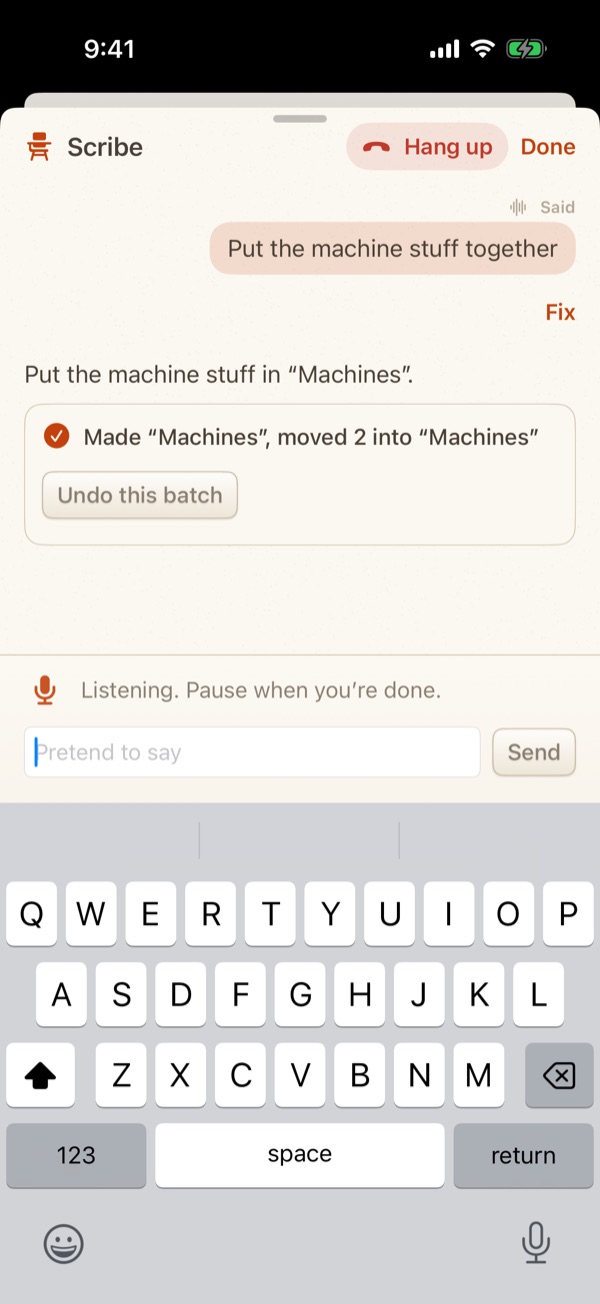 9:41
Scribe
Hang up
Done
Said
Put the machine stuff together
Fix
Put the machine stuff in “Machines”.
Made “Machines”, moved 2 into “Machines”
Undo this batch
Listening. Pause when you’re done.
Pretend to say
Send
Q W E R T Y U I O P
A S D F G H J K L
Z X C V B N M
123
space
return